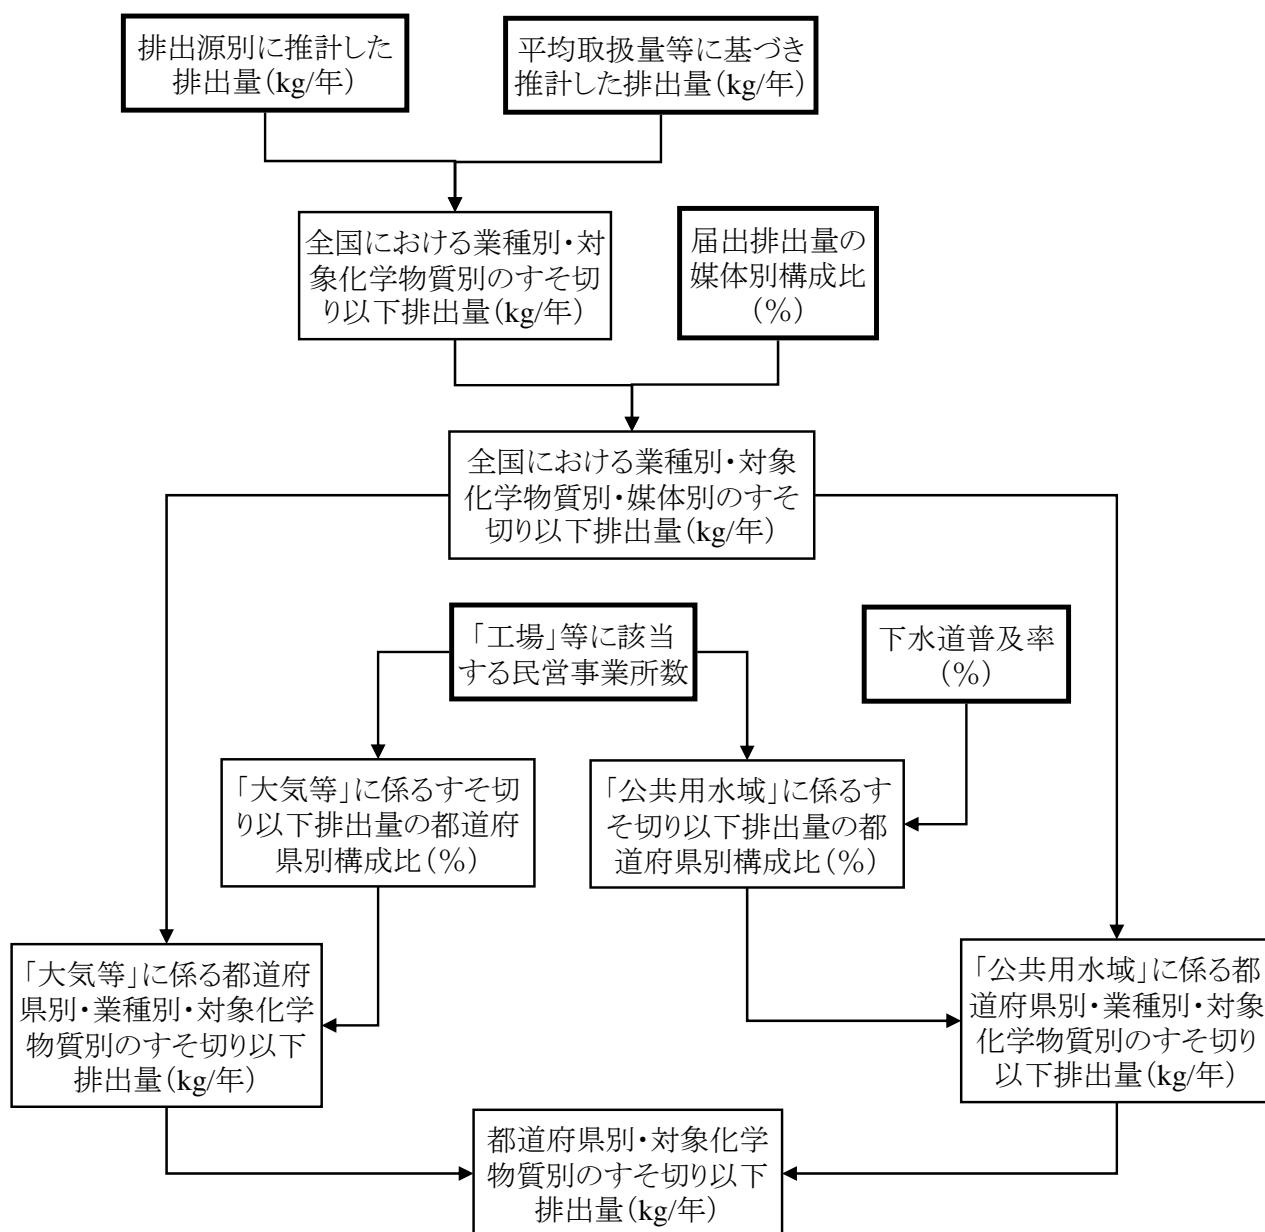 排出源別に推計した
排出量(kg/年)
平均取扱量等に基づき
推計した排出量(kg/年)
全国における業種別・対
象化学物質別のすそ切
り以下排出量(kg/年)
届出排出量の
媒体別構成比
(%)
全国における業種別・対象
化学物質別・媒体別のすそ
切り以下排出量(kg/年)
「工場」等に該当
する民営事業所数
下水道普及率
(%)
「大気等」に係るすそ切
り以下排出量の都道府
県別構成比(%)
「公共用水域」に係るす
そ切り以下排出量の都
道府県別構成比(%)
「大気等」に係る都道府
県別・業種別・対象化学
物質別のすそ切り以下
排出量(kg/年)
「公共用水域」に係る都
道府県別・業種別・対象
化学物質別のすそ切り
以下排出量(kg/年)
都道府県別・対象化学
物質別のすそ切り以下
排出量(kg/年)